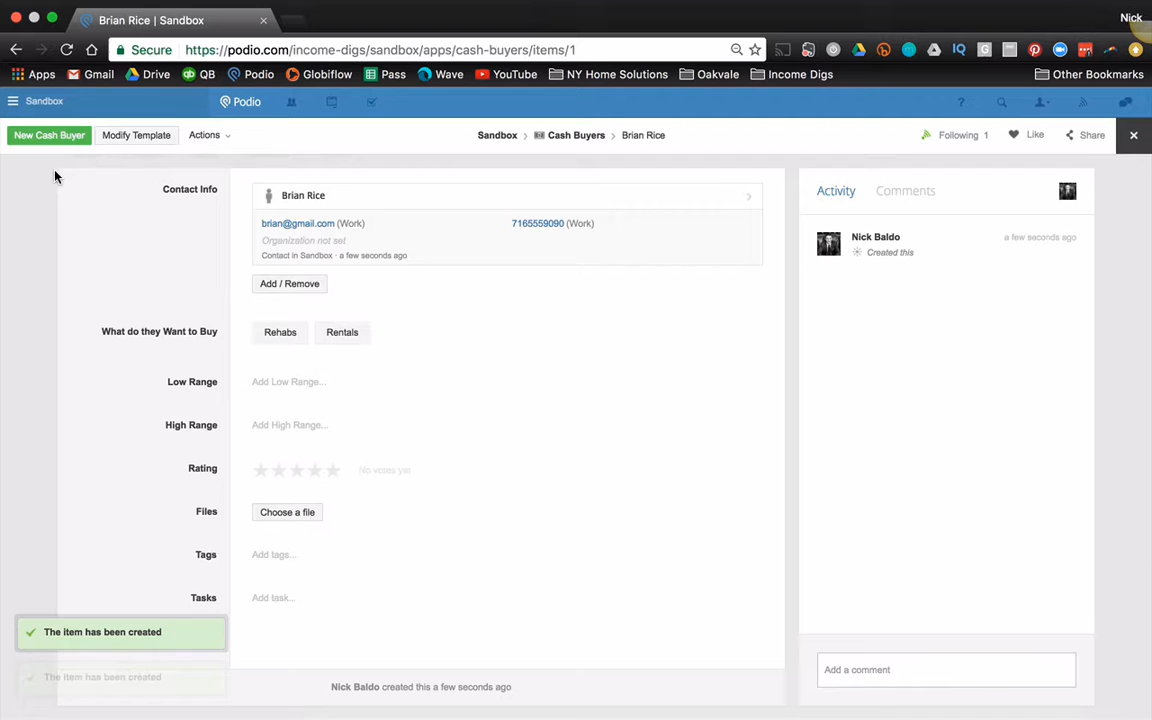 Brian Rice | Sandbox
Nick
Secure https://podio.com/income-digs/sandbox/apps/cash-buyers/items/1
Apps Gmail Drive QB Podio Globiflow Pass Wave YouTube NY Home Solutions Oakvale Income Digs Other Bookmarks
Sandbox Podio ?
New Cash Buyer Modify Template Actions Sandbox Cash Buyers Brian Rice Following 1 Like Share
Contact Info Brian Rice Activity Comments
brian@gmail.com (Work) 7165559090 (Work)
Organization not set
Contact in Sandbox · a few seconds ago
Nick Baldo a few seconds ago
Created this
Add / Remove
What do they Want to Buy Rehabs Rentals
Low Range Add Low Range...
High Range Add High Range...
Rating No votes yet
Files Choose a file
Tags Add tags...
Tasks Add task...
The item has been created
The item has been created
Add a comment
Nick Baldo created this a few seconds ago